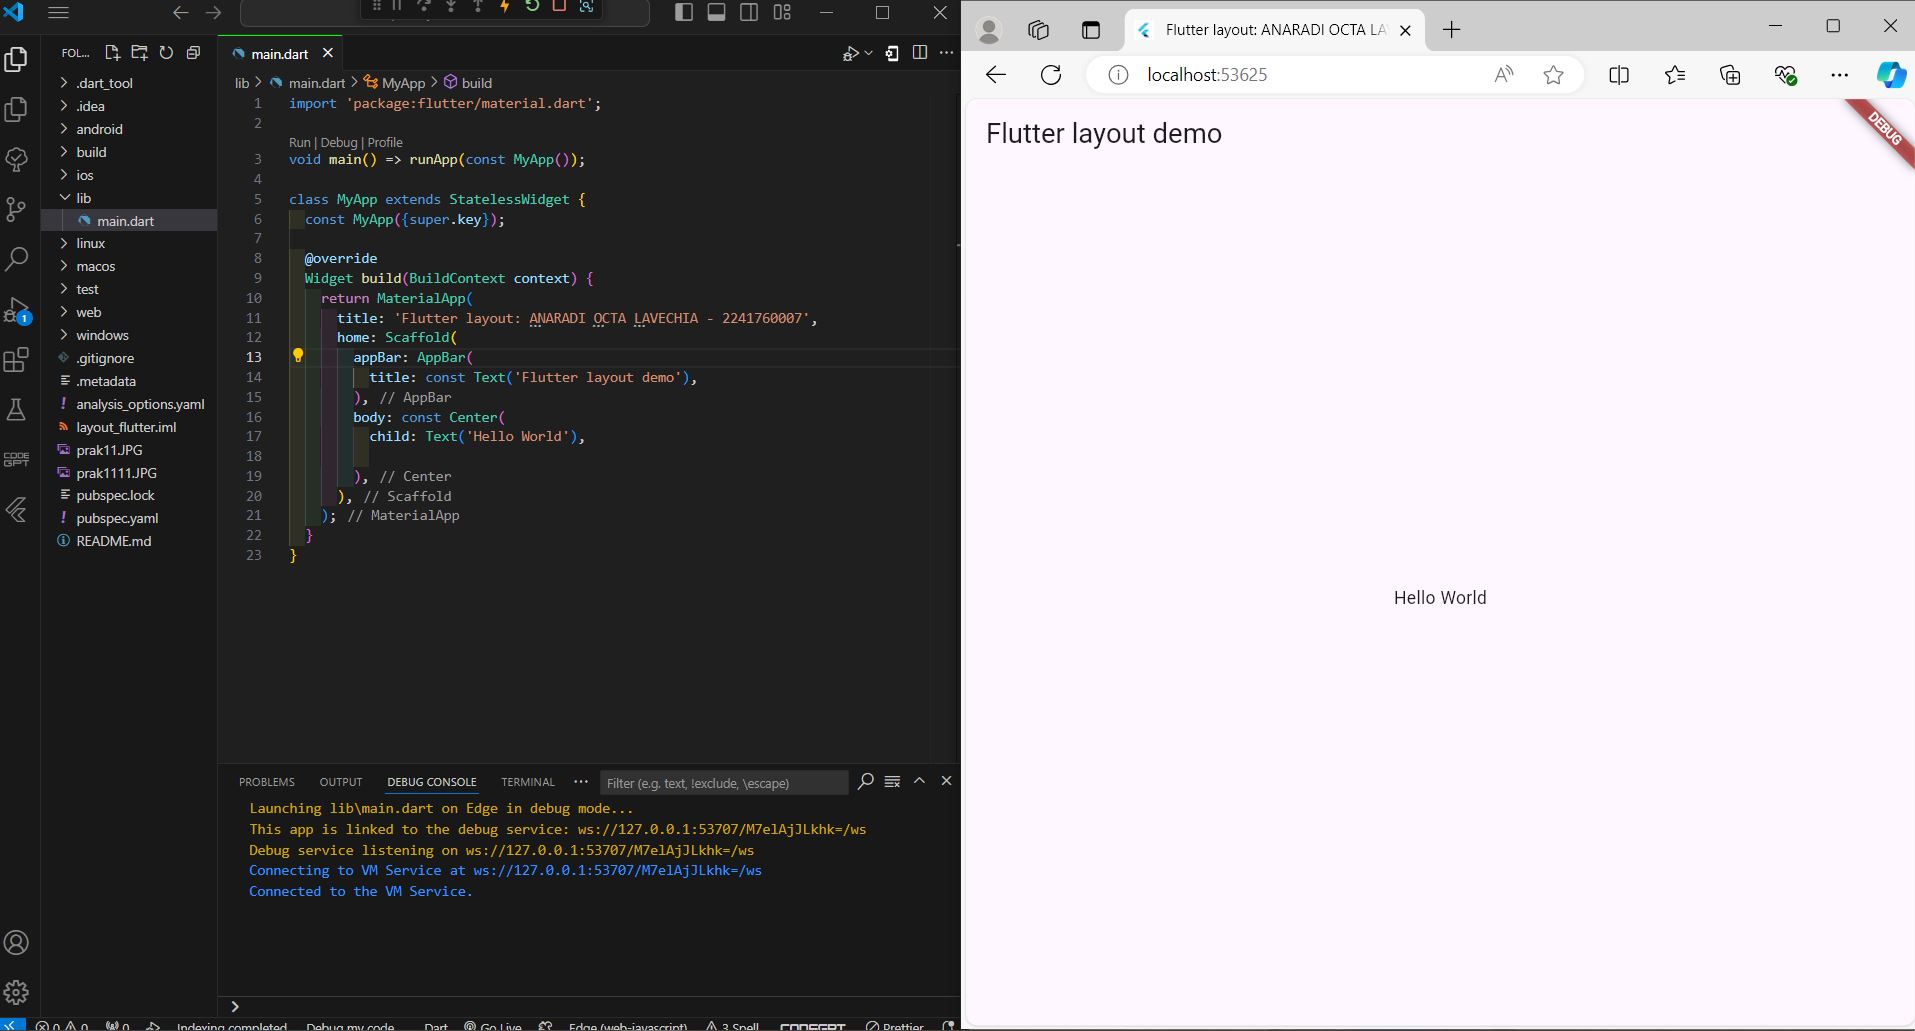 FOL...
main.dart
.dart_tool
.idea
android
build
ios
lib
main.dart
linux
macos
test
web
windows
.gitignore
.metadata
analysis_options.yaml
layout_flutter.iml
prak11.JPG
prak1111.JPG
pubspec.lock
pubspec.yaml
README.md
1
lib > main.dart > MyApp > build
1 import 'package:flutter/material.dart';
2
Run | Debug | Profile
3 void main() => runApp(const MyApp());
4
5 class MyApp extends StatelessWidget {
6 const MyApp({super.key});
7
8 @override
9 Widget build(BuildContext context) {
10 return MaterialApp(
11 title: 'Flutter layout: ANARADI OCTA LAVECHIA - 2241760007',
12 home: Scaffold(
13 appBar: AppBar(
14 title: const Text('Flutter layout demo'),
15 ), // AppBar
16 body: const Center(
17 child: Text('Hello World'),
18
19 ), // Center
20 ), // Scaffold
21 ); // MaterialApp
22 }
23 }
CODE
GPT
PROBLEMS OUTPUT DEBUG CONSOLE TERMINAL ··· Filter (e.g. text, !exclude, \escape)
Launching lib\main.dart on Edge in debug mode...
This app is linked to the debug service: ws://127.0.0.1:53707/M7elAjJLkhk=/ws
Debug service listening on ws://127.0.0.1:53707/M7elAjJLkhk=/ws
Connecting to VM Service at ws://127.0.0.1:53707/M7elAjJLkhk=/ws
Connected to the VM Service.
>
0 0 0 Indexing completed Debug my code Dart Go Live Edge (web-javascript) 3 Spell CODEGPT Prettier
Flutter layout: ANARADI OCTA LA
localhost:53625
Flutter layout demo
DEBUG
Hello World